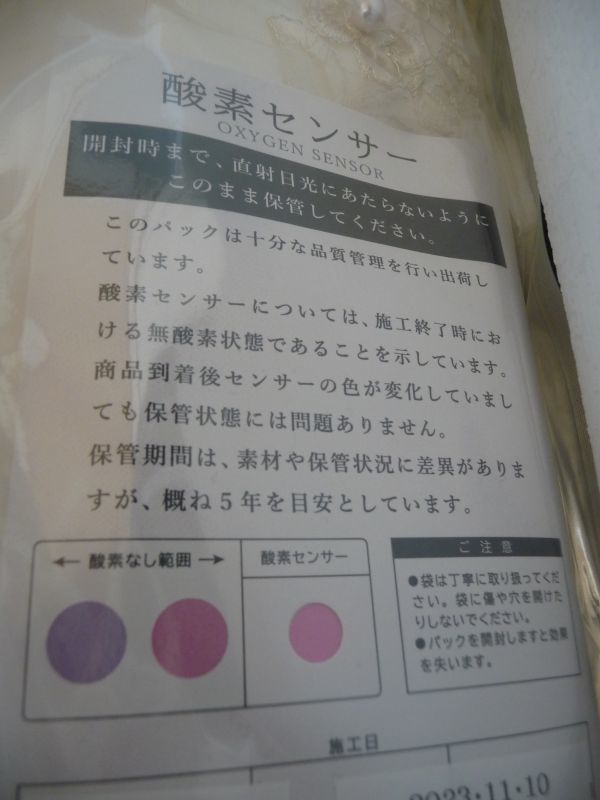 酸素センサー
OXYGEN SENSOR
開封時まで、直射日光にあたらないように
このまま保管してください。
このパックは十分な品質管理を行い出荷し
ています。
酸素センサーについては、施工終了時にお
ける無酸素状態であることを示しています。
商品到着後センサーの色が変化していまし
ても保管状態には問題ありません。
保管期間は、素材や保管状況に差異がありま
すが、概ね5年を目安としています。
← 酸素なし範囲 →
酸素センサー
ご注意
●袋は丁寧に取り扱ってくだ
さい。袋に傷や穴を開けた
りしないでください。
●パックを開封しますと効果
を失います。
施工日
2023・11・10